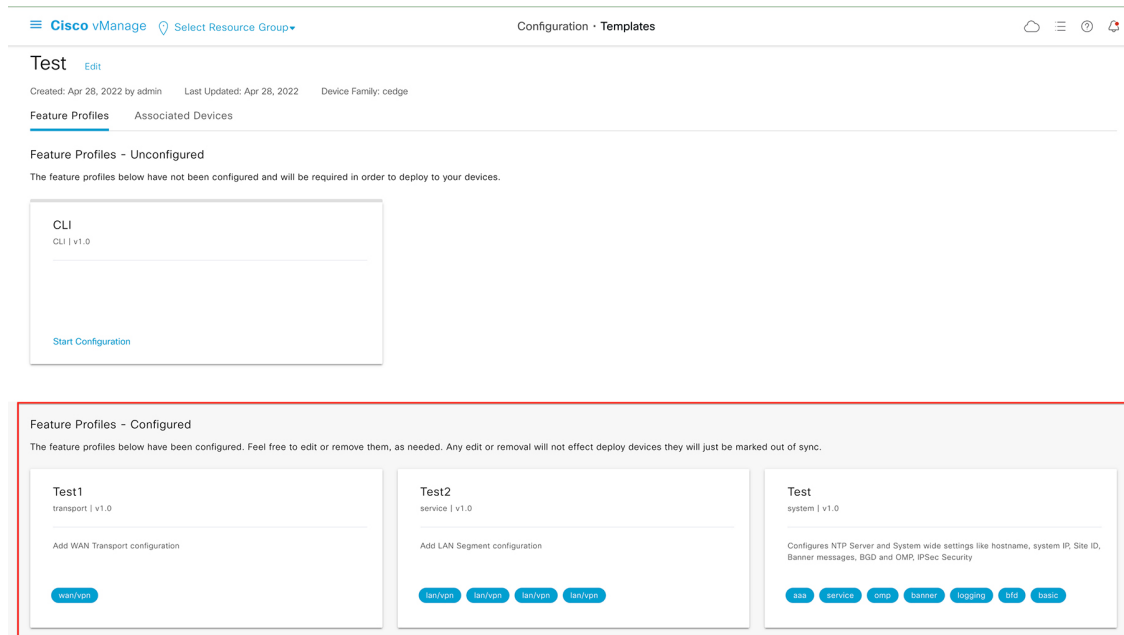 Cisco vManage Select Resource Group Configuration · Templates
Test Edit
Created: Apr 28, 2022 by admin Last Updated: Apr 28, 2022 Device Family: cedge
Feature Profiles Associated Devices
Feature Profiles - Unconfigured
The feature profiles below have not been configured and will be required in order to deploy to your devices.
CLI
CLI | v1.0
Start Configuration
Feature Profiles - Configured
The feature profiles below have been configured. Feel free to edit or remove them, as needed. Any edit or removal will not effect deploy devices they will just be marked out of sync.
Test1
transport | v1.0
Add WAN Transport configuration
wan/vpn
Test2
service | v1.0
Add LAN Segment configuration
lan/vpn lan/vpn lan/vpn lan/vpn
Test
system | v1.0
Configures NTP Server and System wide settings like hostname, system IP, Site ID,
Banner messages, BGD and OMP, IPSec Security
aaa service omp banner logging bfd basic